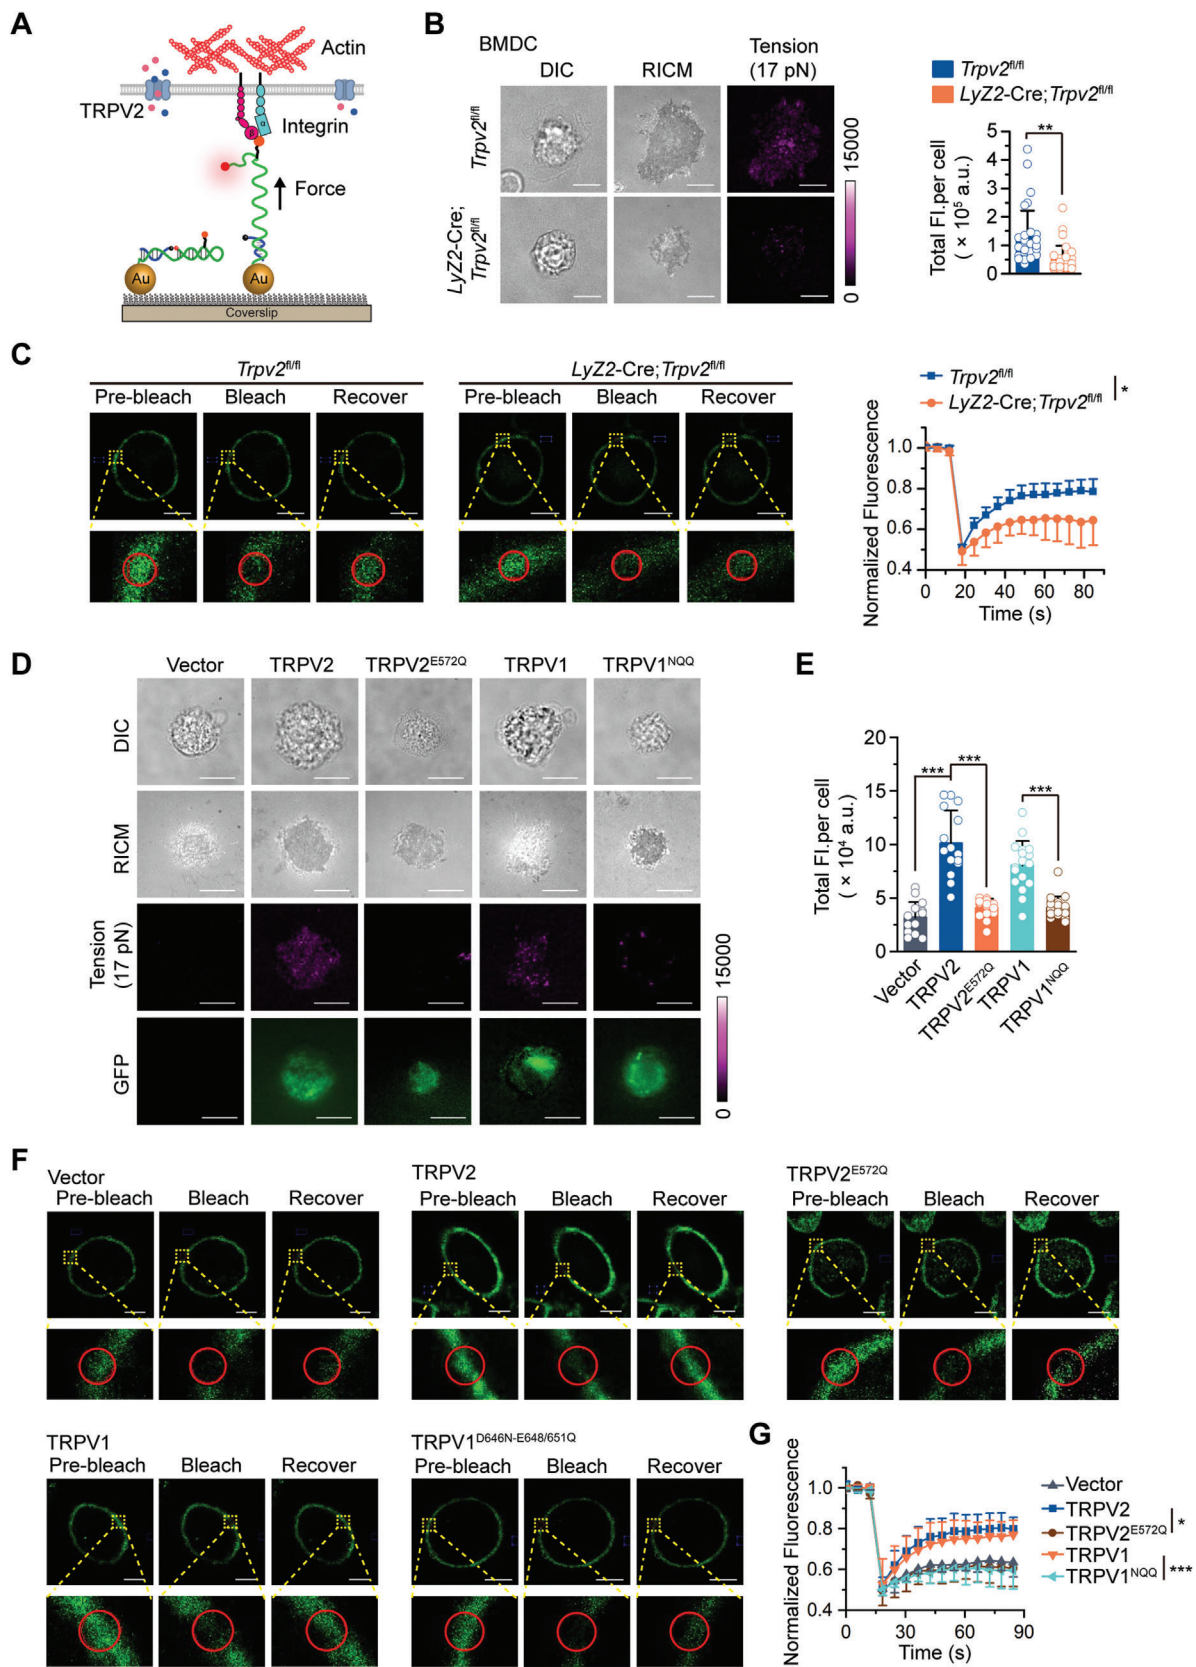 A
Actin
TRPV2
β
α
Integrin
Force
Au
Au
Coverslip
B
BMDC
DIC
RICM
Tension
(17 pN)
Trpv2fl/fl
LyZ2-Cre;
Trpv2fl/fl
15000
0
Trpv2fl/fl
LyZ2-Cre;Trpv2fl/fl
**
Total FI.per cell
( × 10⁵ a.u.)
5
4
3
2
1
0
C
Trpv2fl/fl
Pre-bleach
Bleach
Recover
LyZ2-Cre;Trpv2fl/fl
Pre-bleach
Bleach
Recover
Trpv2fl/fl
LyZ2-Cre;Trpv2fl/fl
*
Normalized Fluorescence
1.0
0.8
0.6
0.4
0 20 40 60 80
Time (s)
D
Vector
TRPV2
TRPV2E572Q
TRPV1
TRPV1NQQ
DIC
RICM
Tension
(17 pN)
GFP
15000
0
E
Total FI.per cell
( × 10⁴ a.u.)
20
15
10
5
0
***
***
***
Vector
TRPV2
TRPV2E572Q
TRPV1
TRPV1NQQ
F
Vector
Pre-bleach
Bleach
Recover
TRPV2
Pre-bleach
Bleach
Recover
TRPV2E572Q
Pre-bleach
Bleach
Recover
TRPV1
Pre-bleach
Bleach
Recover
TRPV1D646N-E648/651Q
Pre-bleach
Bleach
Recover
G
Normalized Fluorescence
1.0
0.8
0.6
0.4
0 30 60 90
Time (s)
Vector
TRPV2
TRPV2E572Q
TRPV1
TRPV1NQQ
*
***